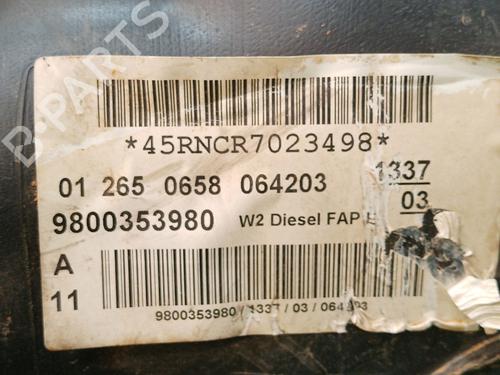 *45RNCR7023498*
01 265 0658 064203
1337
03
9800353980 W2 Diesel FAP
A
11
9800353980 / 1337 / 03 / 064203
B-PARTS